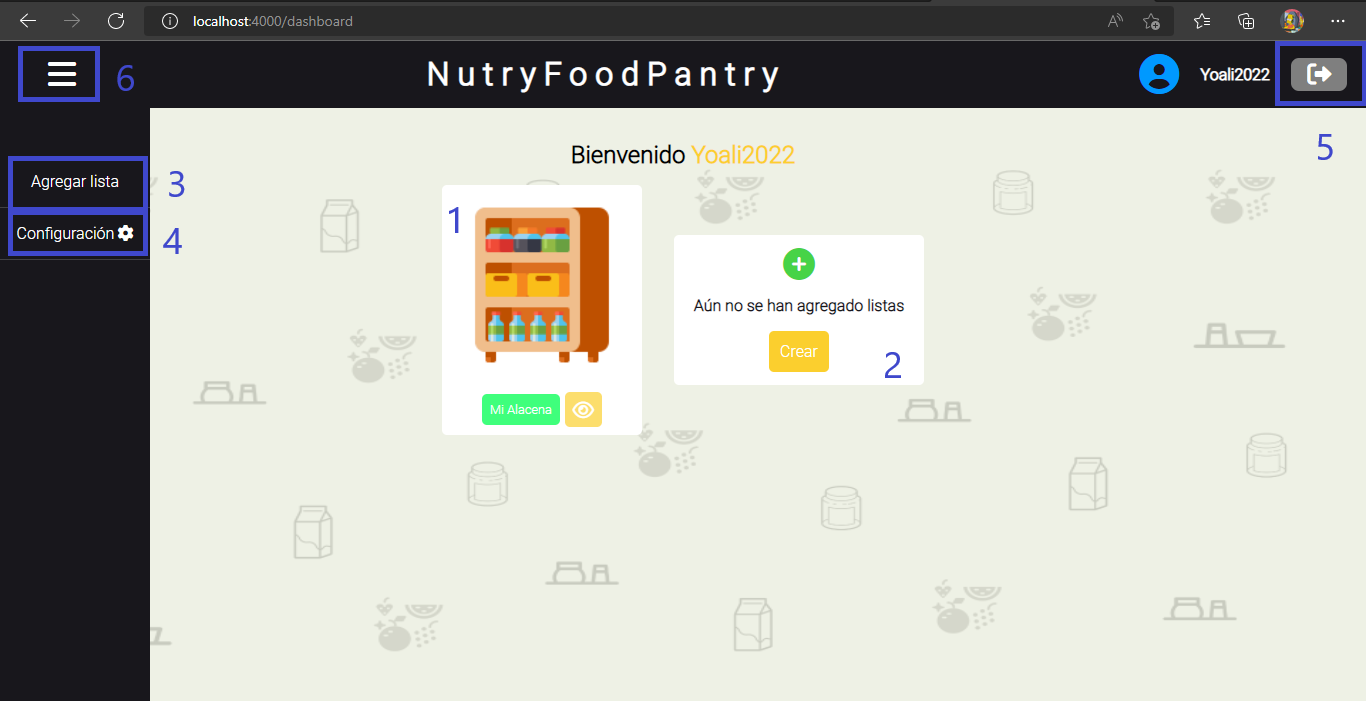 localhost:4000/dashboard
6
NutryFoodPantry
Yoali2022
5
Bienvenido Yoali2022
Agregar lista
3
Configuración
4
1
Mi Alacena
Aún no se han agregado listas
Crear
2